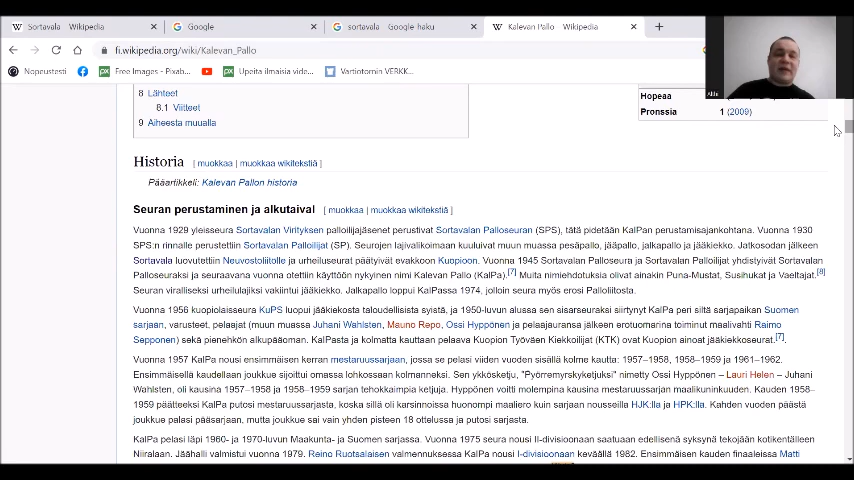 Sortavala    Wikipedia
Google
sortavala    Google haku
Kalevan Pallo    Wikipedia
fi.wikipedia.org/wiki/Kalevan_Pallo
Nopeustesti
Free Images - Pixab...
Upeita ilmaisia vide...
Vartiotornin VERKK...
8 Lähteet
8.1 Viitteet
9 Aiheesta muualla
Hopeaa
Pronssia 1 (2009)
Historia [ muokkaa | muokkaa wikitekstiä ]
Pääartikkeli: Kalevan Pallon historia
Seuran perustaminen ja alkutaival [ muokkaa | muokkaa wikitekstiä ]
Vuonna 1929 yleisseura Sortavalan Virityksen palloilijajäsenet perustivat Sortavalan Palloseuran (SPS), tätä pidetään KalPan perustamisajankohtana. Vuonna 1930
SPS:n rinnalle perustettiin Sortavalan Palloilijat (SP). Seurojen lajivalikoimaan kuuluivat muun muassa pesäpallo, jääpallo, jalkapallo ja jääkiekko. Jatkosodan jälkeen
Sortavala luovutettiin Neuvostoliitolle ja urheiluseurat päätyivät evakkoon Kuopioon. Vuonna 1945 Sortavalan Palloseura ja Sortavalan Palloilijat yhdistyivät Sortavalan
Palloseuraksi ja seuraavana vuonna otettiin käyttöön nykyinen nimi Kalevan Pallo (KalPa).[7] Muita nimiehdotuksia olivat ainakin Puna-Mustat, Susihukat ja Vaeltajat.[8]
Seuran viralliseksi urheilulajiksi vakiintui jääkiekko. Jalkapallo loppui KalPassa 1974, jolloin seura myös erosi Palloliitosta.
Vuonna 1956 kuopiolaisseura KuPS luopui jääkiekosta taloudellisista syistä, ja 1950-luvun alussa sen sisarseuraksi siirtynyt KalPa peri siltä sarjapaikan Suomen
sarjaan, varusteet, pelaajat (muun muassa Juhani Wahlsten, Mauno Repo, Ossi Hyppönen ja pelaajauransa jälkeen erotuomarina toiminut maalivahti Raimo
Sepponen) sekä pienehkön alkupääoman. KalPasta ja kolmatta kauttaan pelaava Kuopion Työväen Kiekkoilijat (KTK) ovat Kuopion ainoat jääkiekkoseurat.[7].
Vuonna 1957 KalPa nousi ensimmäisen kerran mestaruussarjaan, jossa se pelasi viiden vuoden sisällä kolme kautta: 1957–1958, 1958–1959 ja 1961–1962.
Ensimmäisellä kaudellaan joukkue sijoittui omassa lohkossaan kolmanneksi. Sen ykkösketju, "Pyörremyrskyketjuksi" nimetty Ossi Hyppönen – Lauri Helen – Juhani
Wahlsten, oli kausina 1957–1958 ja 1958–1959 sarjan tehokkaimpia ketjuja. Hyppönen voitti molempina kausina mestaruussarjan maalikuninkuuden. Kauden 1958–
1959 päätteeksi KalPa putosi mestaruussarjasta, koska sillä oli karsinnoissa huonompi maaliero kuin sarjaan nousseilla HJK:lla ja HPK:lla. Kahden vuoden päästä
joukkue palasi pääsarjaan, mutta joukkue sai vain yhden pisteen 18 ottelussa ja putosi sarjasta.
KalPa pelasi läpi 1960- ja 1970-luvun Maakunta- ja Suomen sarjassa. Vuonna 1975 seura nousi II-divisioonaan saatuaan edellisenä syksynä tekojään kotikentälleen
Niiralaan. Jäähalli valmistui vuonna 1979. Reino Ruotsalaisen valmennuksessa KalPa nousi I-divisioonaan keväällä 1982. Ensimmäisen kauden finaaleissa Matti